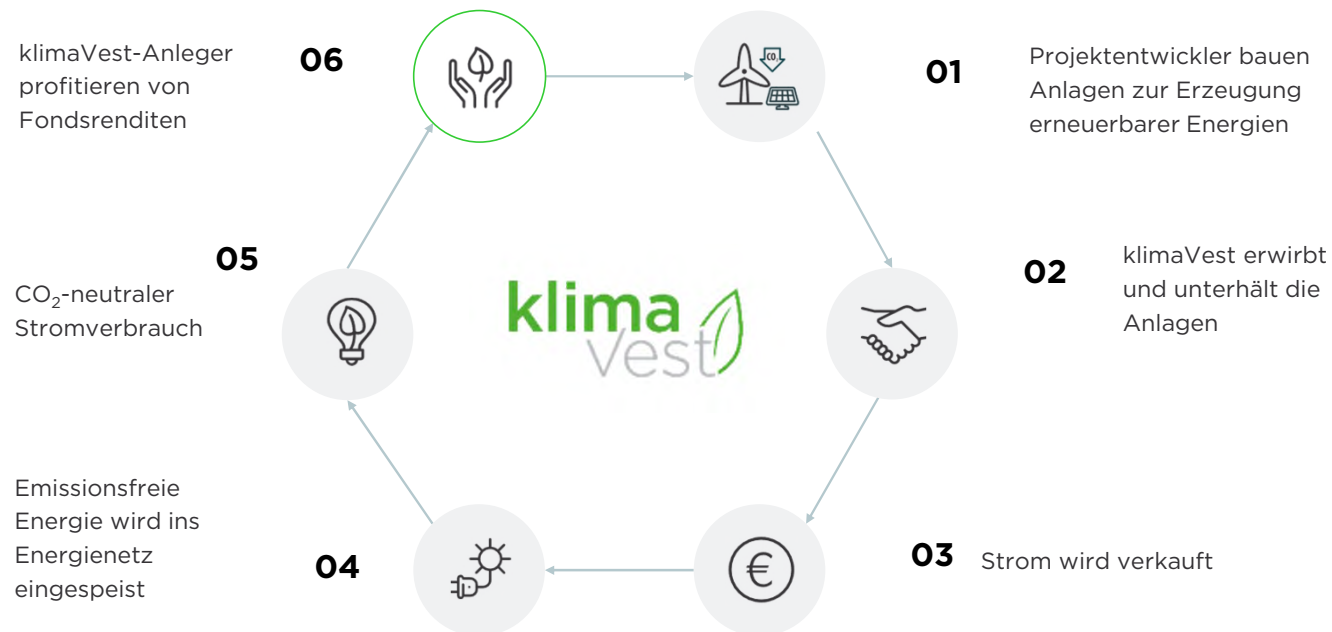 01
Projektentwickler bauen
Anlagen zur Erzeugung
erneuerbarer Energien
02
klimaVest erwirbt
und unterhält die
Anlagen
03
Strom wird verkauft
04
Emissionsfreie
Energie wird ins
Energienetz
eingespeist
05
CO₂-neutraler
Stromverbrauch
06
klimaVest-Anleger
profitieren von
Fondsrenditen
klima
Vest
CO₂
€